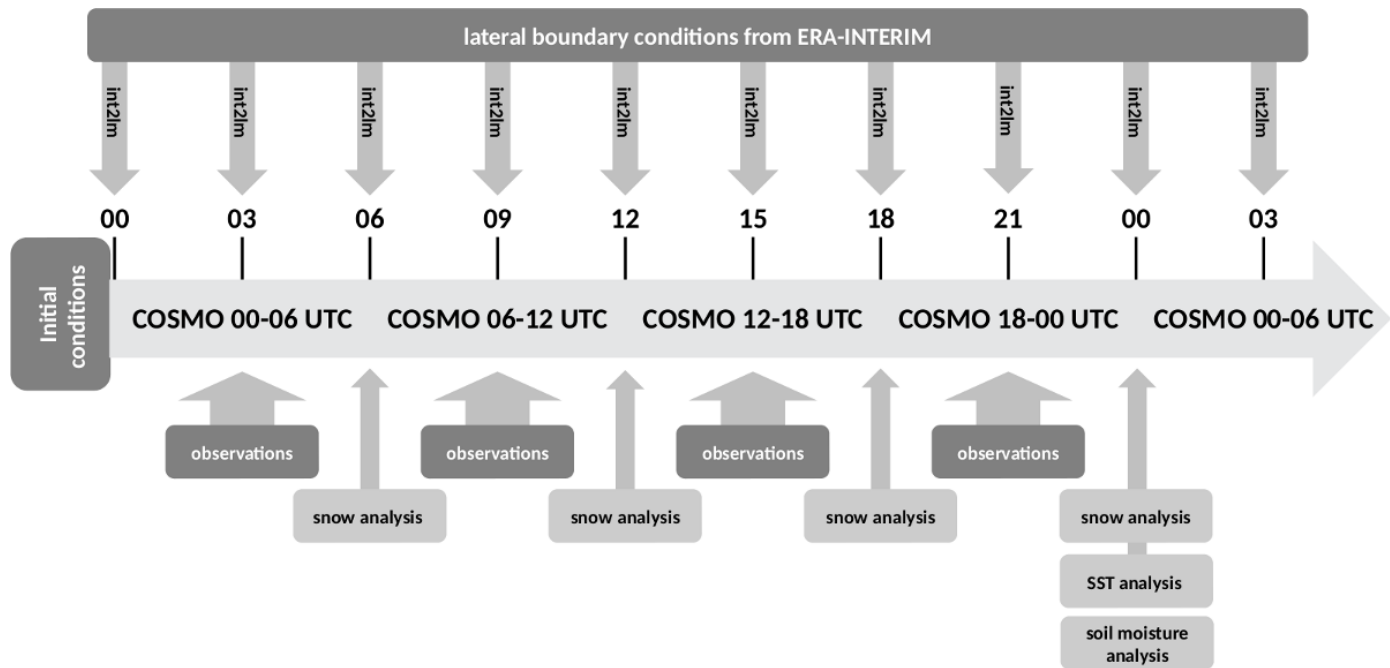 lateral boundary conditions from ERA-INTERIM
int2lm int2lm int2lm int2lm int2lm int2lm int2lm int2lm int2lm int2lm
00 03 06 09 12 15 18 21 00 03
Initial
conditions
COSMO 00-06 UTC COSMO 06-12 UTC COSMO 12-18 UTC COSMO 18-00 UTC COSMO 00-06 UTC
observations observations observations observations
snow analysis snow analysis snow analysis snow analysis
SST analysis
soil moisture
analysis